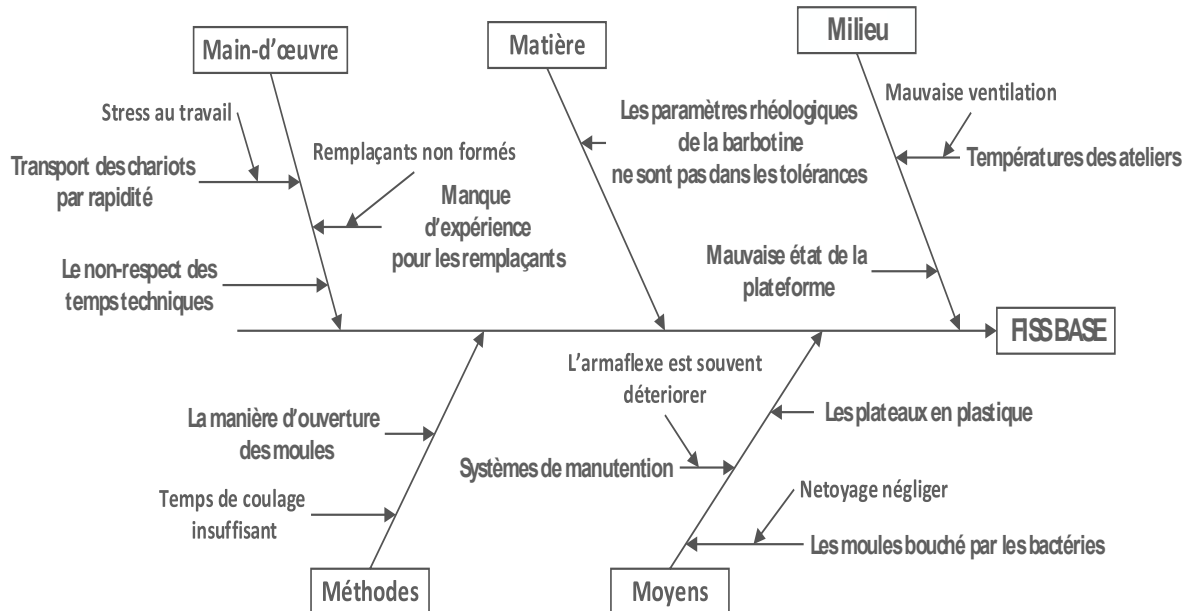 Main-d'œuvre
Matière
Milieu
Stress au travail
Transport des chariots
par rapidité
Remplaçants non formés
Manque
d'expérience
pour les remplaçants
Le non-respect des
temps techniques
Les paramètres rhéologiques
de la barbotine
ne sont pas dans les tolérances
Mauvaise ventilation
Températures des ateliers
Mauvaise état de la
plateforme
FISS BASE
La manière d'ouverture
des moules
Temps de coulage
insuffisant
L'armaflexe est souvent
déteriorer
Systèmes de manutention
Les plateaux en plastique
Netoyage négliger
Les moules bouché par les bactéries
Méthodes
Moyens